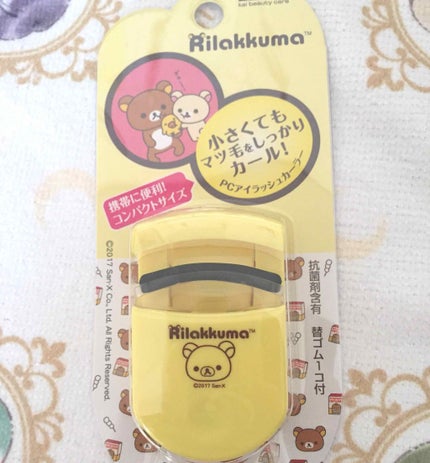 kai beauty care
Rilakkuma™
小さくても
マツ毛をしっかり
カール!
PCアイラッシュカーラー
携帯に便利!
コンパクトサイズ
©2017 San-X Co., Ltd. All Rights Reserved.
抗菌剤含有
替ゴム1コ付
Rilakkuma™
©2017 San-X